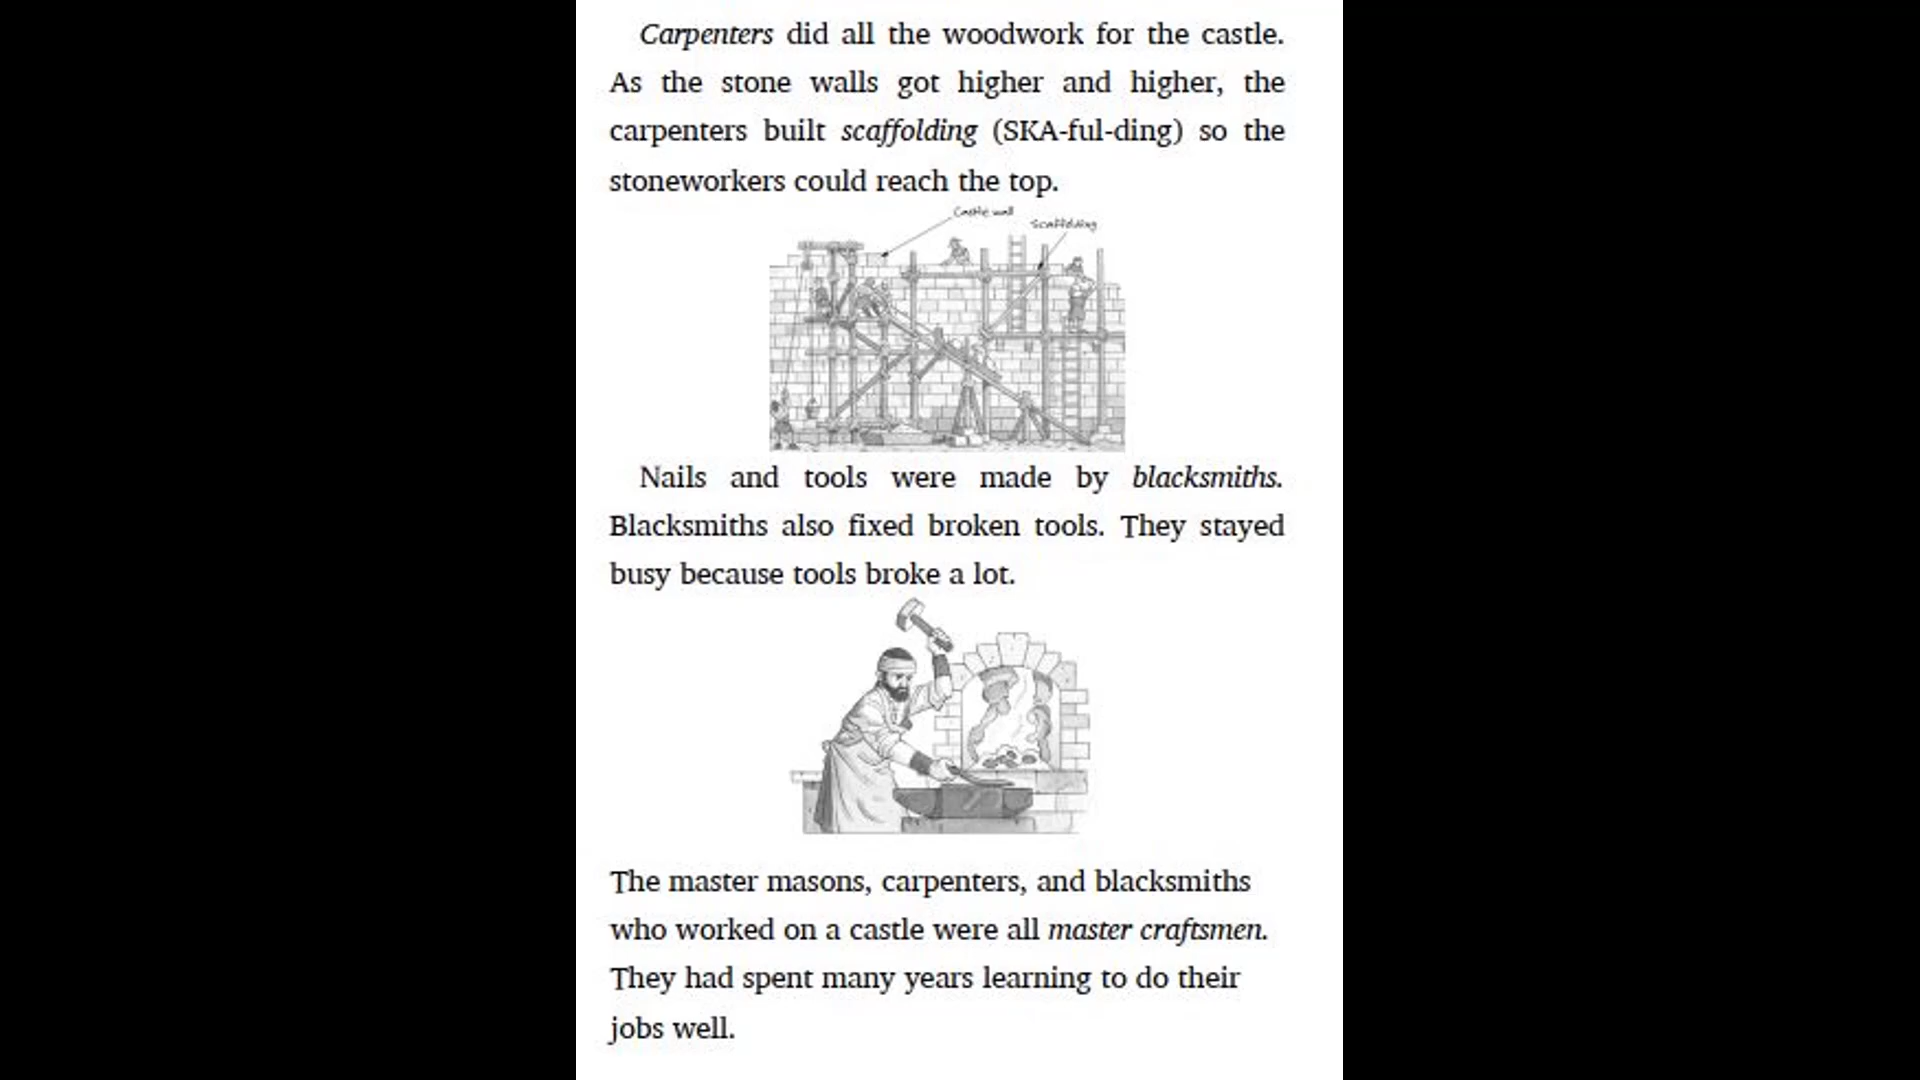 Carpenters did all the woodwork for the castle.
As the stone walls got higher and higher, the
carpenters built scaffolding (SKA-ful-ding) so the
stoneworkers could reach the top.
Castle wall
Scaffolding
Nails and tools were made by blacksmiths.
Blacksmiths also fixed broken tools. They stayed
busy because tools broke a lot.
The master masons, carpenters, and blacksmiths
who worked on a castle were all master craftsmen.
They had spent many years learning to do their
jobs well.